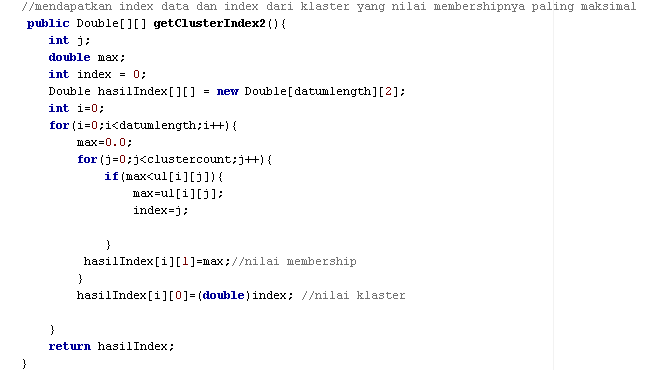 //mendapatkan index data dan index dari klaster yang nilai membershipnya paling maksimal
public Double[][] getClusterIndex2(){
int j;
double max;
int index = 0;
Double hasilIndex[][] = new Double[datumlength][2];
int i=0;
for(i=0;i<datumlength;i++){
max=0.0;
for(j=0;j<clustercount;j++){
if(max<ul[i][j]){
max=ul[i][j];
index=j;
}
hasilIndex[i][1]=max;//nilai membership
}
hasilIndex[i][0]=(double)index; //nilai klaster
}
return hasilIndex;
}